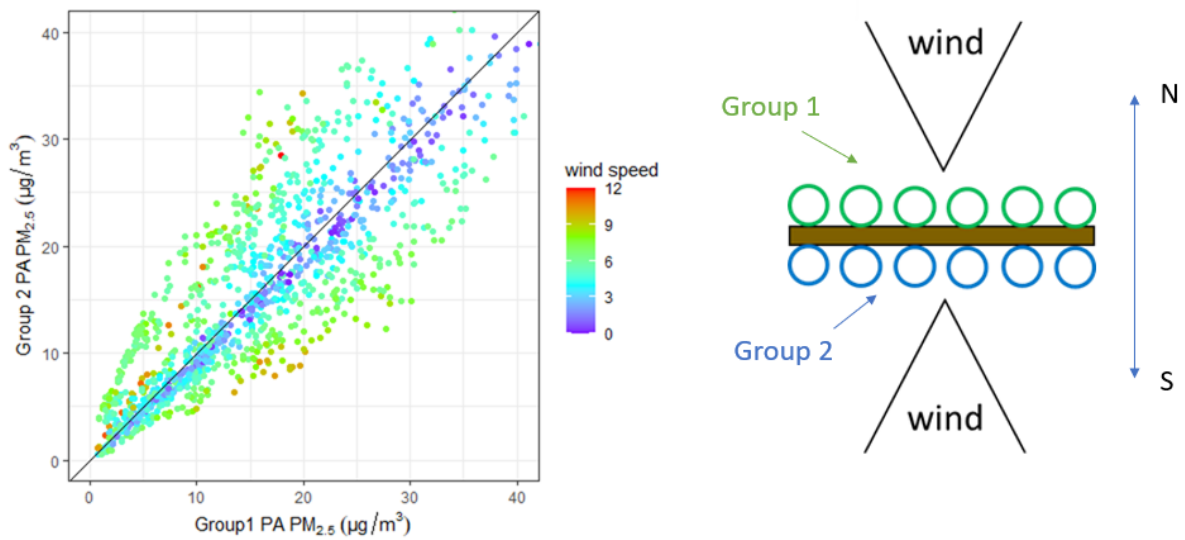 40
30
20
10
0
Group 2 PA PM2.5 (µg/m³)
0 10 20 30 40
Group1 PA PM2.5 (µg/m³)
wind speed
12
9
6
3
0
wind
N
Group 1
Group 2
S
wind